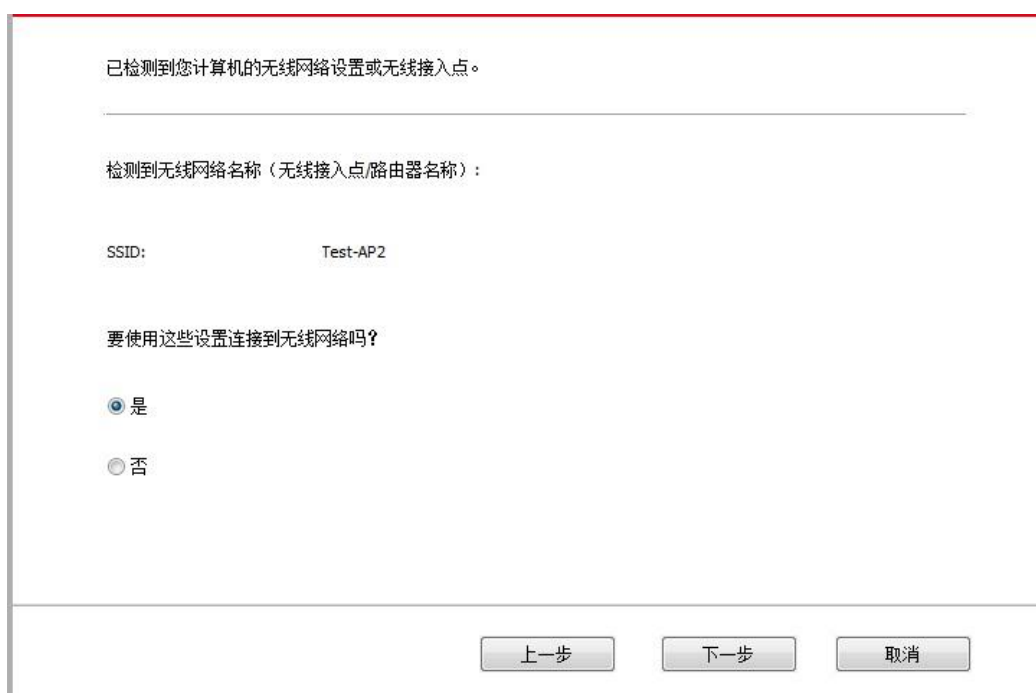 已检测到您计算机的无线网络设置或无线接入点。
检测到无线网络名称（无线接入点/路由器名称）:
SSID: Test-AP2
要使用这些设置连接到无线网络吗?
是
否
上一步 下一步 取消